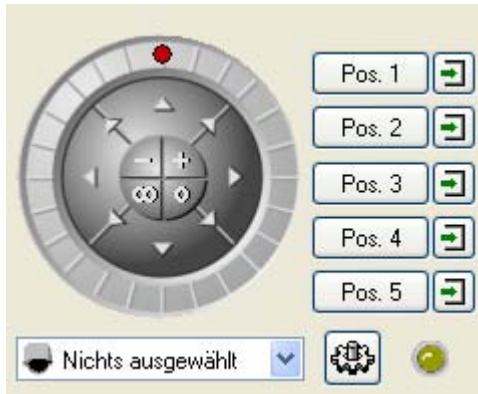 Pos. 1
Pos. 2
Pos. 3
Pos. 4
Pos. 5
Nichts ausgewählt